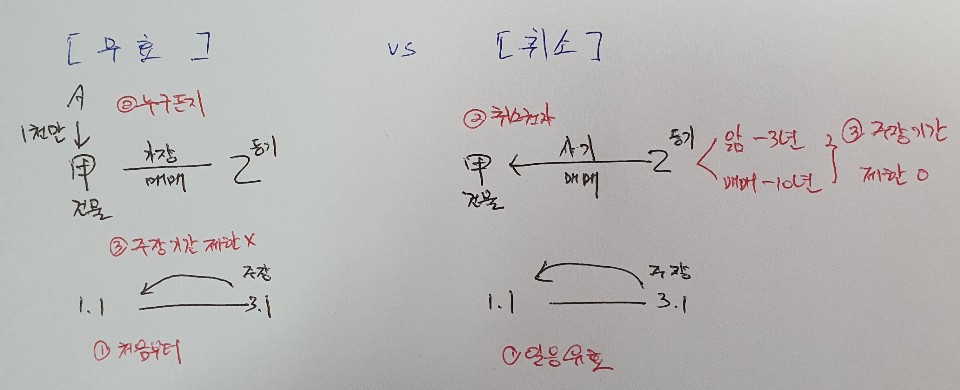 [무효] vs [취소]
A ② 누구든지
1천만
甲 가장 乙 등기
매매
건물
③ 주장기간 제한 X
주장
1.1 3.1
① 처음부터
② 취소권자
甲 사기 乙 등기
매매
건물
앎 - 3년
매매 - 10년
③ 주장기간
제한 O
주장
1.1 3.1
① 일응유효